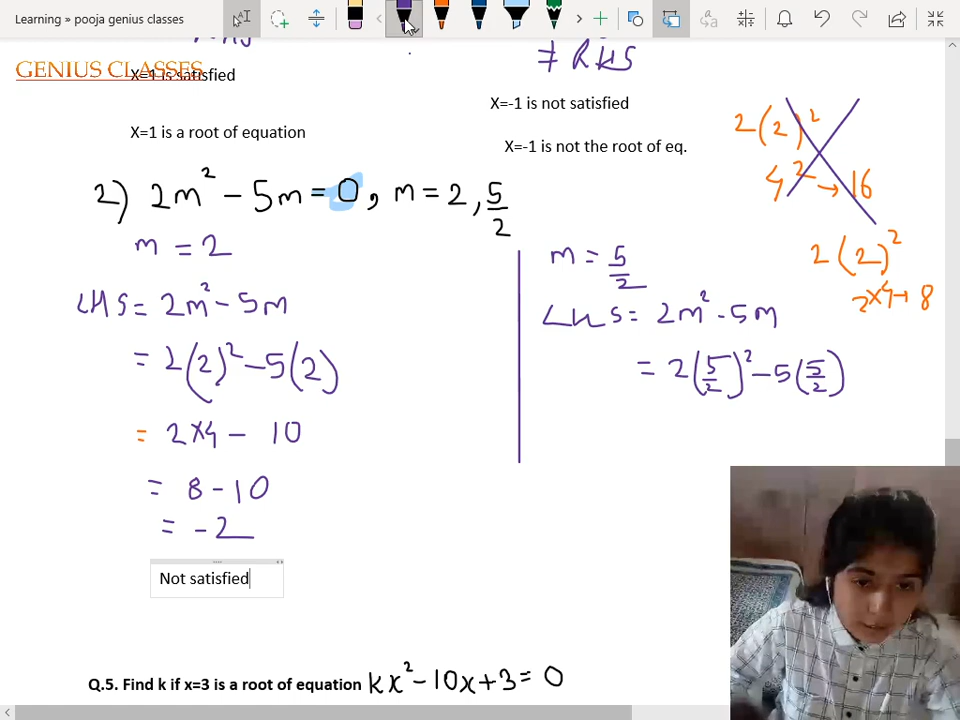 Learning » pooja genius classes
≠ RHS
GENIUS CLASSES
X=1 is satisfied
X=-1 is not satisfied
X=1 is a root of equation
X=-1 is not the root of eq.
2(2)²
4² → 16
2) 2m² - 5m = 0, m = 2, 5/2
2(2)²
2×4 → 8
m = 2
LHS = 2m² - 5m
= 2(2)² - 5(2)
= 2×4 - 10
= 8 - 10
= -2
Not satisfied
m = 5/2
LHS = 2m² - 5m
= 2(5/2)² - 5(5/2)
Q.5. Find k if x=3 is a root of equation kx² - 10x + 3 = 0